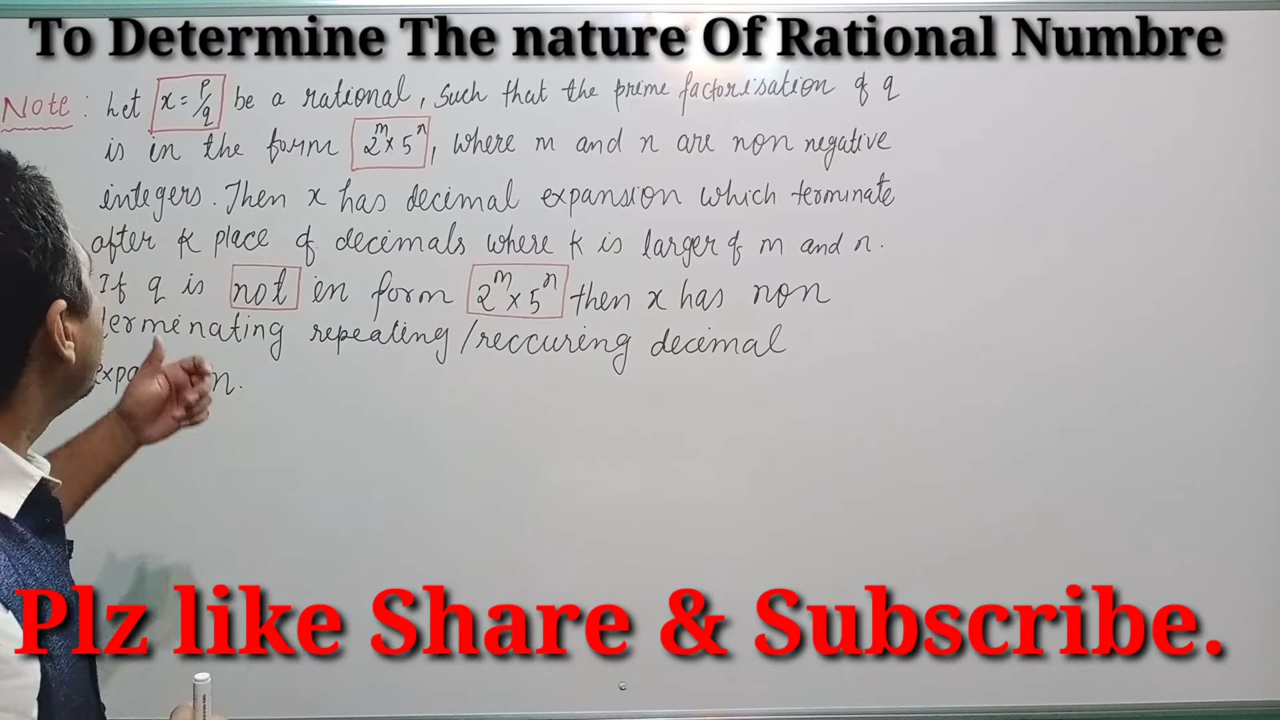 To Determine The nature Of Rational Numbre
Note : Let x = p/q be a rational, Such that the prime factorisation of q
is in the form 2^m × 5^n, where m and n are non negative
integers. Then x has decimal expansion which terminate
after k place of decimals where k is larger of m and n.
If q is not in form 2^m × 5^n then x has non
terminating repeating /reccuring decimal
Plz like Share & Subscribe.